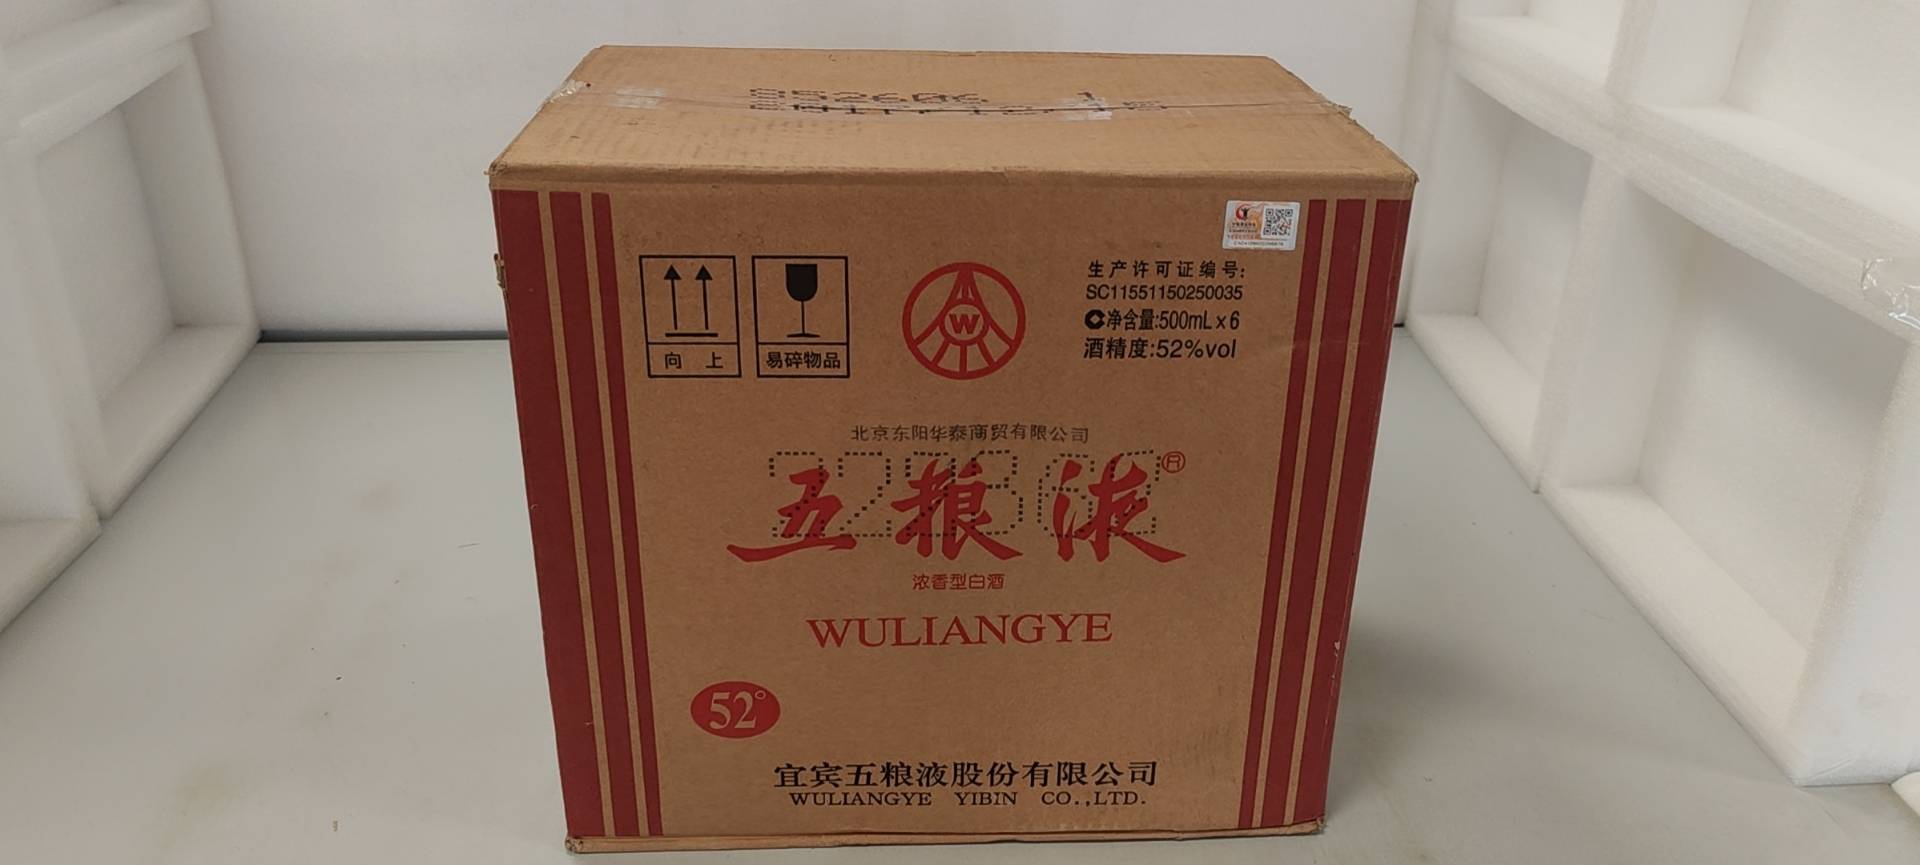 向 上
易碎物品
W
生产许可证编号:
SC11551150250035
净含量:500mL x 6
酒精度:52%vol
北京东阳华泰商贸有限公司
五粮液®
浓香型白酒
WULIANGYE
52°
宜宾五粮液股份有限公司
WULIANGYE YIBIN CO.,LTD.